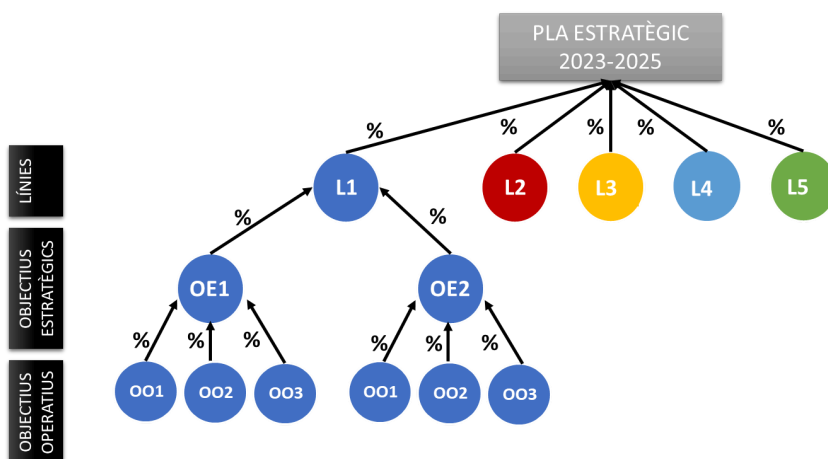 PLA ESTRATÈGIC
2023-2025
% % % % %
LÍNIES
L1 L2 L3 L4 L5
% %
OBJECTIUS
ESTRATÈGICS
OE1 OE2
% % % % % %
OBJECTIUS
OPERATIUS
OO1 OO2 OO3 OO1 OO2 OO3